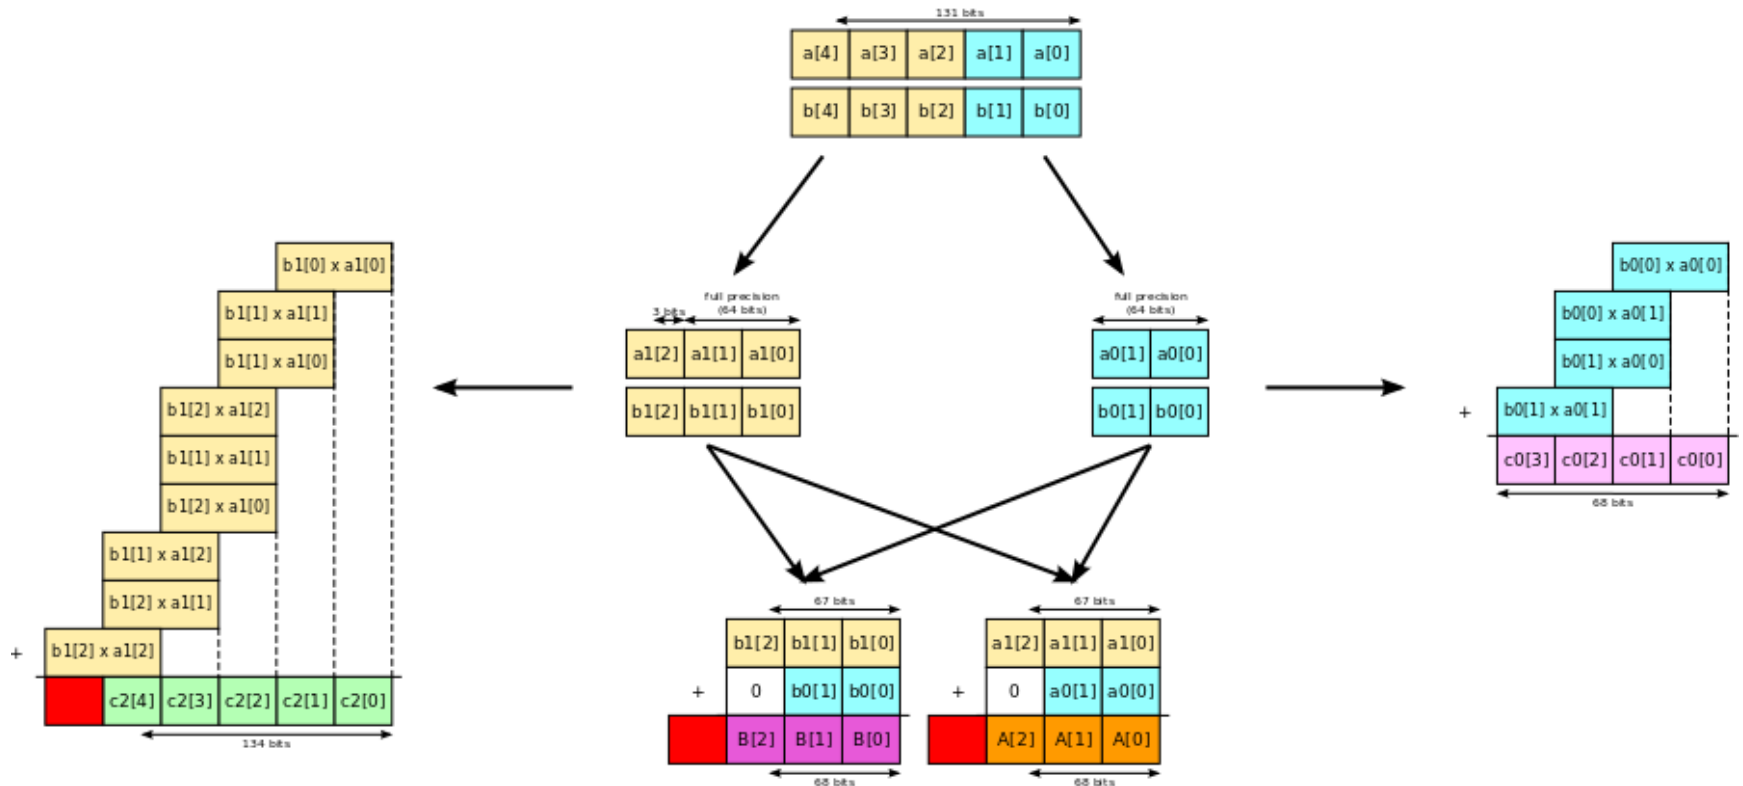 131 bits
a[4] a[3] a[2] a[1] a[0]
b[4] b[3] b[2] b[1] b[0]
b1[0] x a1[0]
b1[1] x a1[1]
b1[1] x a1[0]
b1[2] x a1[2]
b1[1] x a1[1]
b1[2] x a1[0]
b1[1] x a1[2]
b1[2] x a1[1]
+ b1[2] x a1[2]
c2[4] c2[3] c2[2] c2[1] c2[0]
134 bits
full precision
3 bits (64 bits)
a1[2] a1[1] a1[0]
b1[2] b1[1] b1[0]
full precision
(64 bits)
a0[1] a0[0]
b0[1] b0[0]
b0[0] x a0[0]
b0[0] x a0[1]
b0[1] x a0[0]
+ b0[1] x a0[1]
c0[3] c0[2] c0[1] c0[0]
68 bits
67 bits
b1[2] b1[1] b1[0]
+ 0 b0[1] b0[0]
B[2] B[1] B[0]
68 bits
67 bits
a1[2] a1[1] a1[0]
+ 0 a0[1] a0[0]
A[2] A[1] A[0]
68 bits